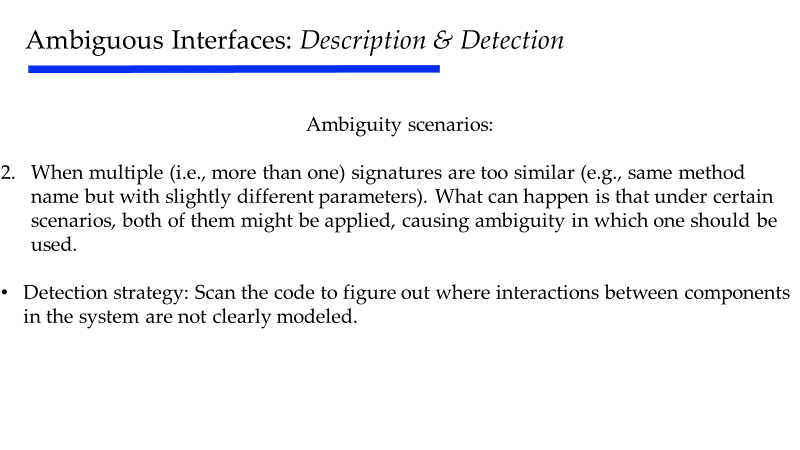 Ambiguous Interfaces: Description & Detection
Ambiguity scenarios:
2. When multiple (i.e., more than one) signatures are too similar (e.g., same method
name but with slightly different parameters). What can happen is that under certain
scenarios, both of them might be applied, causing ambiguity in which one should be
used.
• Detection strategy: Scan the code to figure out where interactions between components
in the system are not clearly modeled.